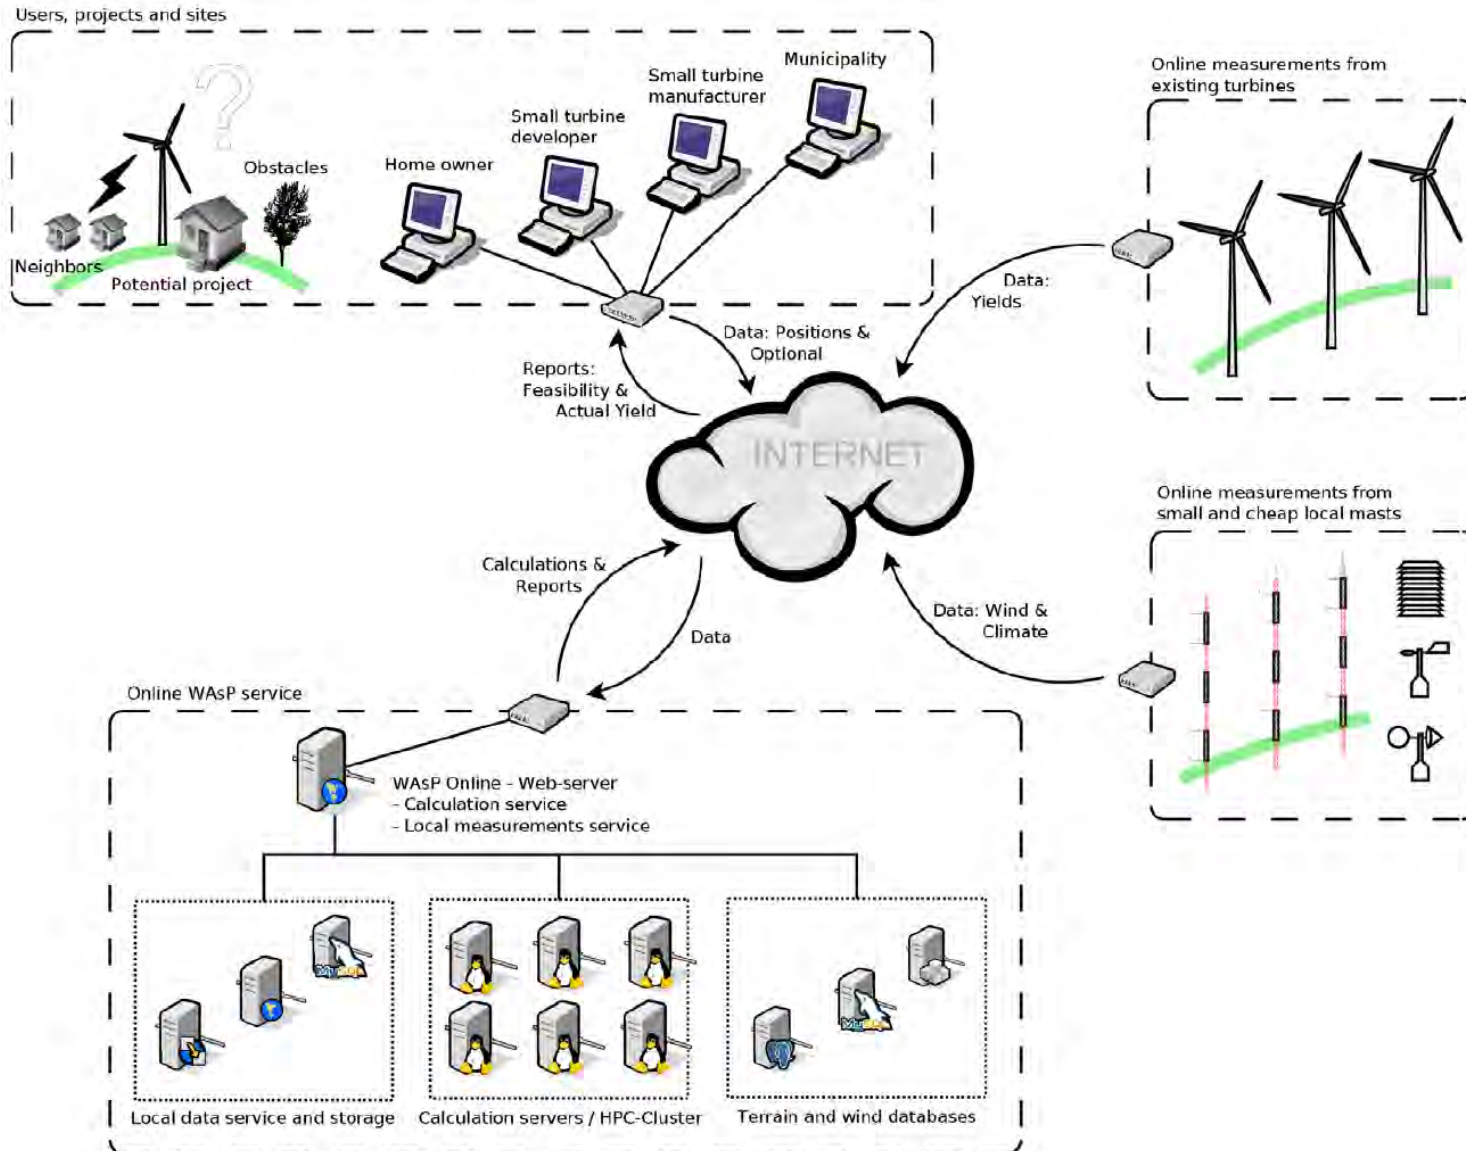 Users, projects and sites
Municipality
Small turbine
manufacturer
Small turbine
developer
Home owner
Obstacles
Neighbors
Potential project
Online measurements from
existing turbines
Data:
Yields
Data: Positions &
Optional
Reports:
Feasibility &
Actual Yield
INTERNET
Online measurements from
small and cheap local masts
Calculations &
Reports
Data: Wind &
Climate
Data
Online WAsP service
WAsP Online - Web-server
- Calculation service
- Local measurements service
MySQL
MySQL
Local data service and storage
Calculation servers / HPC-Cluster
Terrain and wind databases